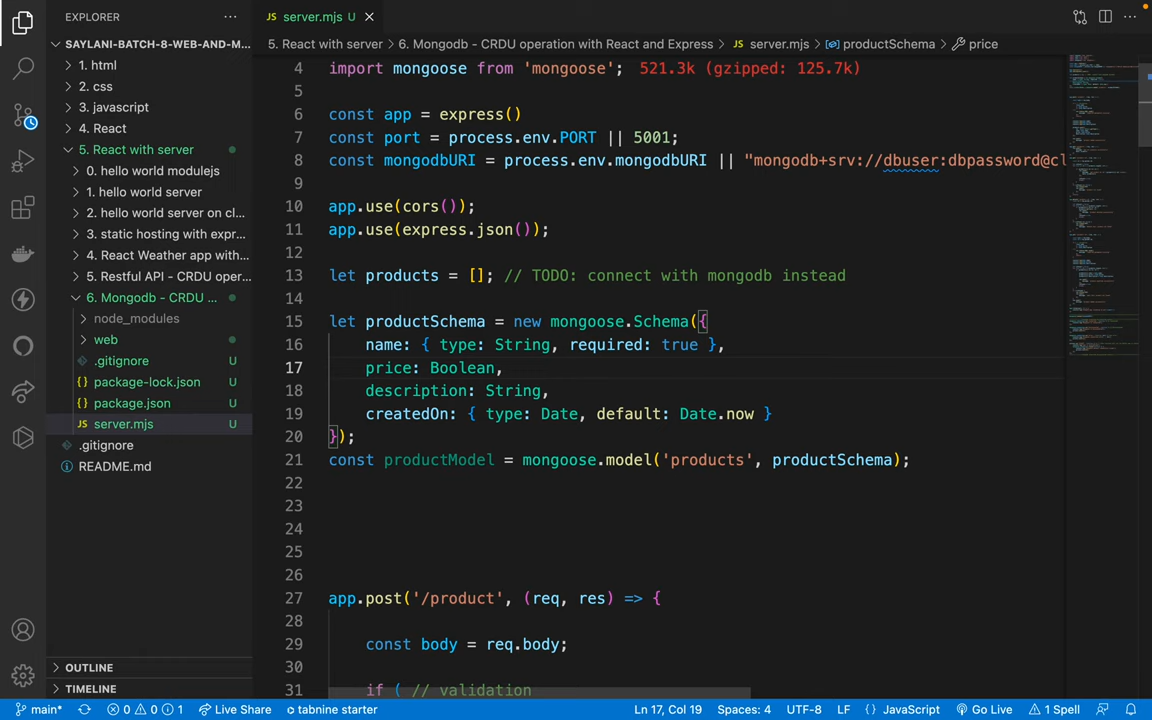 EXPLORER
SAYLANI-BATCH-8-WEB-AND-M...
1. html
2. css
3. javascript
4. React
5. React with server
0. hello world modulejs
1. hello world server
2. hello world server on cl...
3. static hosting with expr...
4. React Weather app with...
5. Restful API - CRDU oper...
6. Mongodb - CRDU ...
node_modules
web
.gitignore U
{} package-lock.json U
{} package.json U
JS server.mjs U
.gitignore
README.md
OUTLINE
TIMELINE
JS server.mjs U
5. React with server > 6. Mongodb - CRDU operation with React and Express > JS server.mjs > productSchema > price
4 import mongoose from 'mongoose'; 521.3k (gzipped: 125.7k)
5
6 const app = express()
7 const port = process.env.PORT || 5001;
8 const mongodbURI = process.env.mongodbURI || "mongodb+srv://dbuser:dbpassword@cl
9
10 app.use(cors());
11 app.use(express.json());
12
13 let products = []; // TODO: connect with mongodb instead
14
15 let productSchema = new mongoose.Schema({
16 name: { type: String, required: true },
17 price: Boolean,
18 description: String,
19 createdOn: { type: Date, default: Date.now }
20 });
21 const productModel = mongoose.model('products', productSchema);
22
23
24
25
26
27 app.post('/product', (req, res) => {
28
29 const body = req.body;
30
31 if ( // validation
main* 0 0 1 Live Share tabnine starter Ln 17, Col 19 Spaces: 4 UTF-8 LF {} JavaScript Go Live 1 Spell